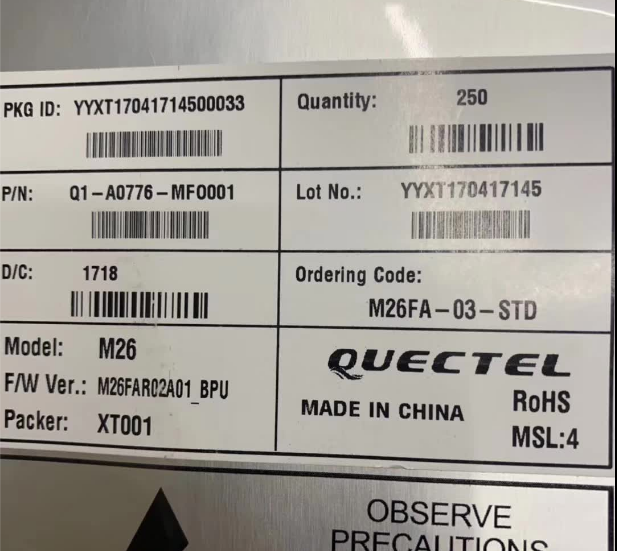 PKG ID: YYXT17041714500033
Quantity: 250
P/N: Q1-A0776-MF0001
Lot No.: YYXT170417145
D/C: 1718
Ordering Code:
M26FA-03-STD
Model: M26
F/W Ver.: M26FAR02A01_BPU
Packer: XT001
QUECTEL
MADE IN CHINA
RoHS
MSL:4
OBSERVE
PRECAUTIONS